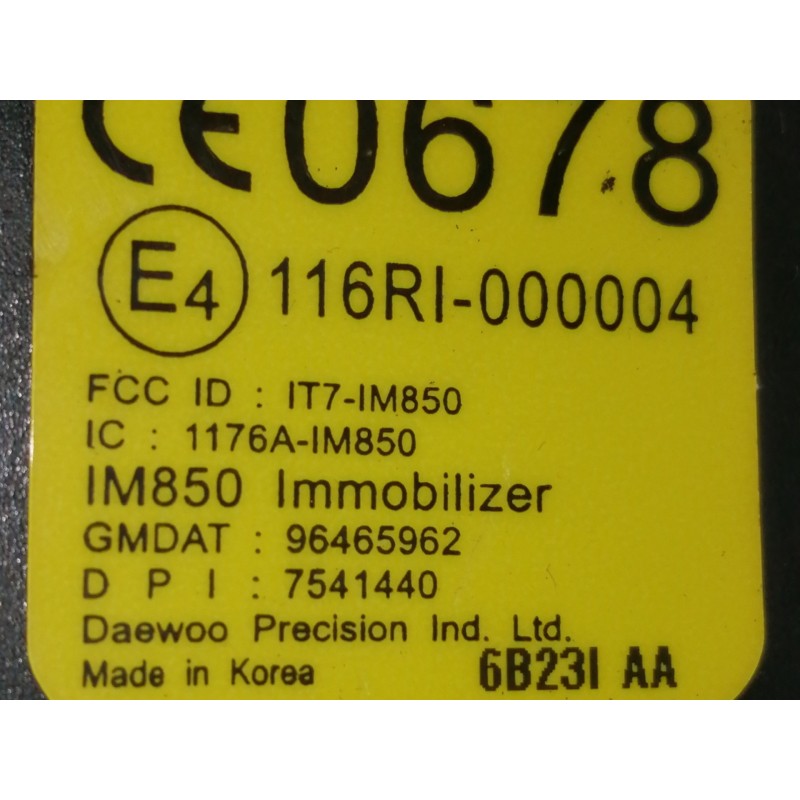 CE0678
E4 116RI-000004
FCC ID : IT7-IM850
IC : 1176A-IM850
IM850 Immobilizer
GMDAT : 96465962
D P I : 7541440
Daewoo Precision Ind. Ltd.
Made in Korea 6B23I AA